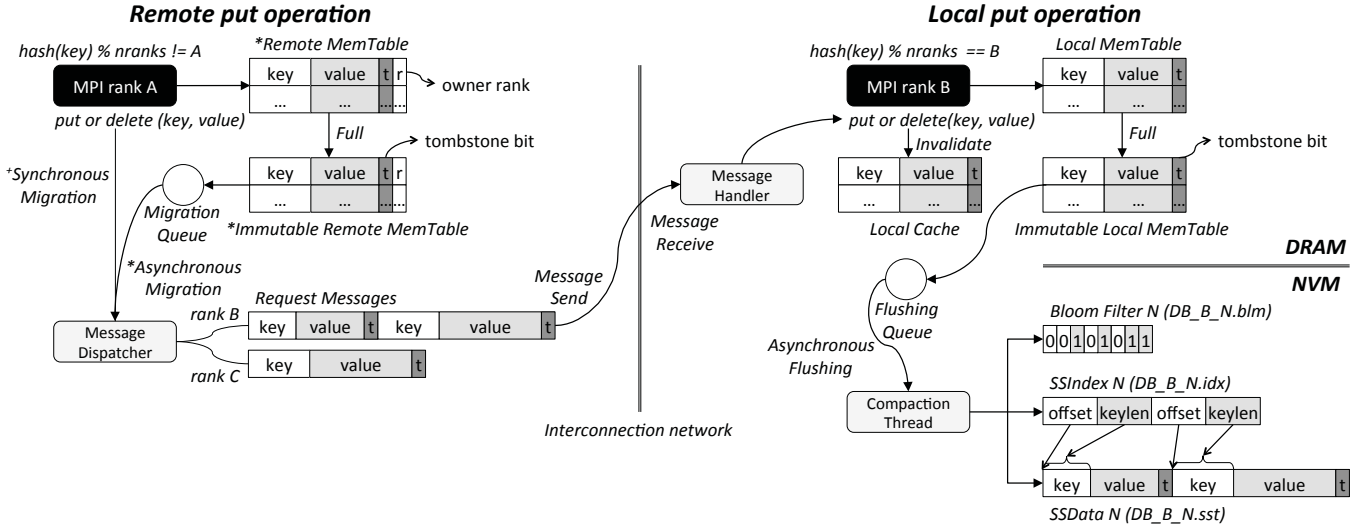 Remote put operation
hash(key) % nranks != A
*Remote MemTable
MPI rank A
key value t r
... ... ... ...
owner rank
put or delete (key, value)
Full
tombstone bit
+Synchronous
Migration
key value t r
... ... ... ...
Migration
Queue
*Immutable Remote MemTable
*Asynchronous
Migration
Request Messages
rank B
key value t key value t
Message
Dispatcher
rank C
key value t
Message
Send
Message
Receive
Interconnection network
Local put operation
hash(key) % nranks == B
Local MemTable
MPI rank B
key value t
... ... ...
put or delete(key, value)
Invalidate
Full
tombstone bit
Message
Handler
key value t
... ... ...
Local Cache
key value t
... ... ...
Immutable Local MemTable
DRAM
NVM
Flushing
Queue
Asynchronous
Flushing
Compaction
Thread
Bloom Filter N (DB_B_N.blm)
0 0 1 0 1 0 1 1
SSIndex N (DB_B_N.idx)
offset keylen offset keylen
key value t key value t
SSData N (DB_B_N.sst)